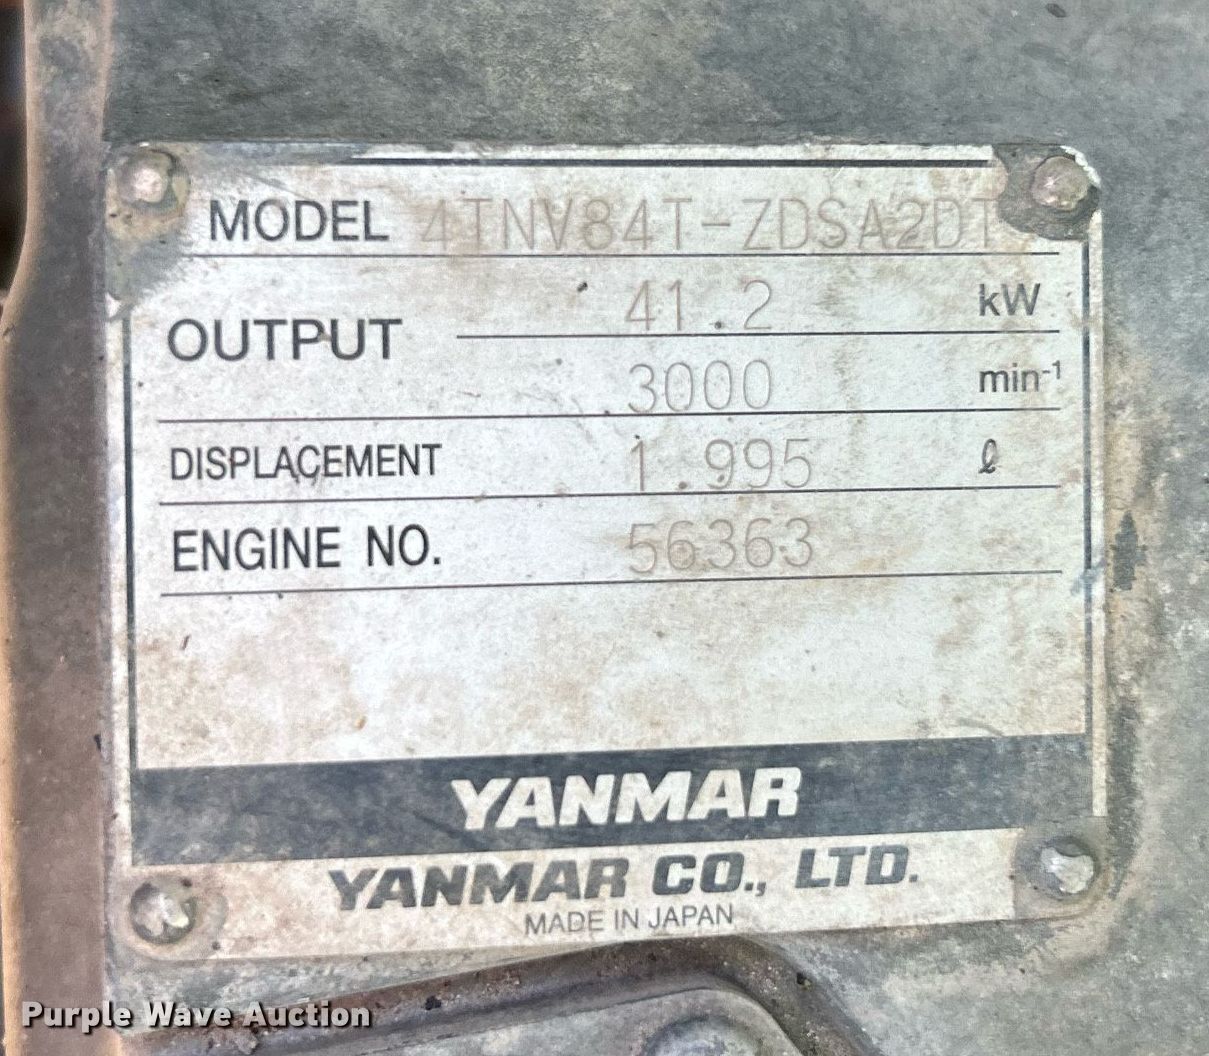 MODEL 4TNV84T-ZDSA2DT
OUTPUT 41.2 kW
3000 min-1
DISPLACEMENT 1.995 ℓ
ENGINE NO. 56363
YANMAR
YANMAR CO., LTD.
MADE IN JAPAN
Purple Wave Auction